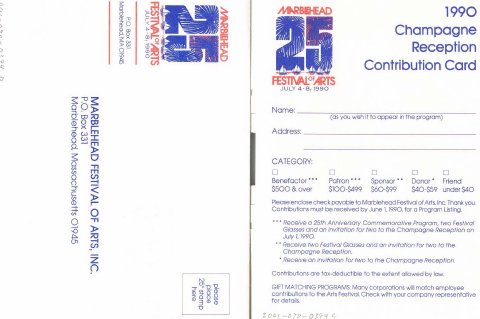 MARBLEHEAD
25
FESTIVAL OF ARTS
JULY 4-8, 1990
P.O. Box 331
Marblehead, MA 01945
MARBLEHEAD FESTIVAL OF ARTS, INC.
P.O. Box 331
Marblehead, Massachusetts 01945
please
place
25¢ stamp
here
MARBLEHEAD
25
FESTIVAL OF ARTS
JULY 4-8, 1990
1990
Champagne
Reception
Contribution Card
Name:
(as you wish it to appear in the program)
Address:
CATEGORY:
Benefactor *** Patron *** Sponsor ** Donor * Friend
$500 & over $100-$499 $60-$99 $40-$59 under $40
Please enclose check payable to Marblehead Festival of Arts, Inc. Thank you.
Contributions must be received by June 1, 1990, for a Program Listing.
*** Receive a 25th Anniversary Commemorative Program, two Festival
Glasses and an invitation for two to the Champagne Reception on
July 1, 1990.
** Receive two Festival Glasses and an invitation for two to the
Champagne Reception.
* Receive an invitation for two to the Champagne Reception.
Contributions are tax-deductible to the extent allowed by law.
GIFT MATCHING PROGRAMS: Many corporations will match employee
contributions to the Arts Festival. Check with your company representative
for details.